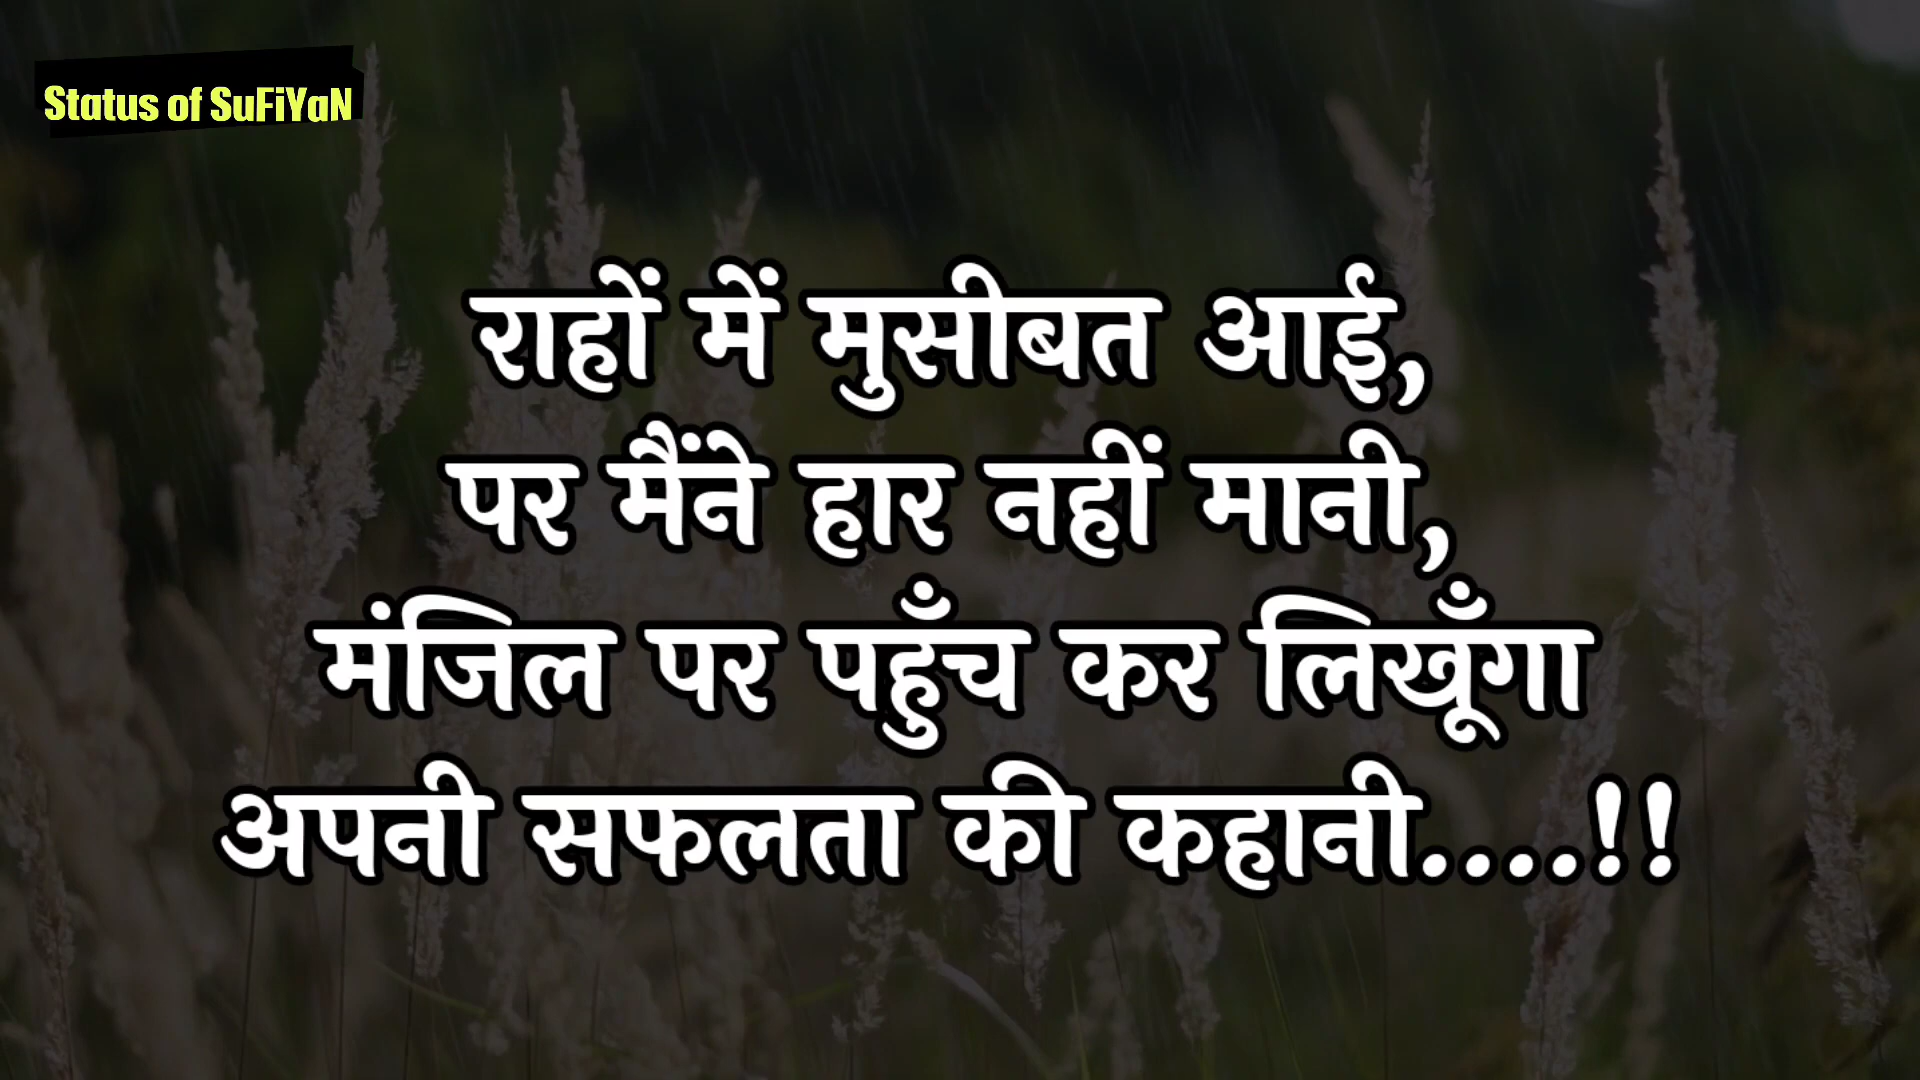 Status of SuFiYaN
राहों में मुसीबत आई,
पर मैंने हार नहीं मानी,
मंजिल पर पहुँच कर लिखूँगा
अपनी सफलता की कहानी....!!